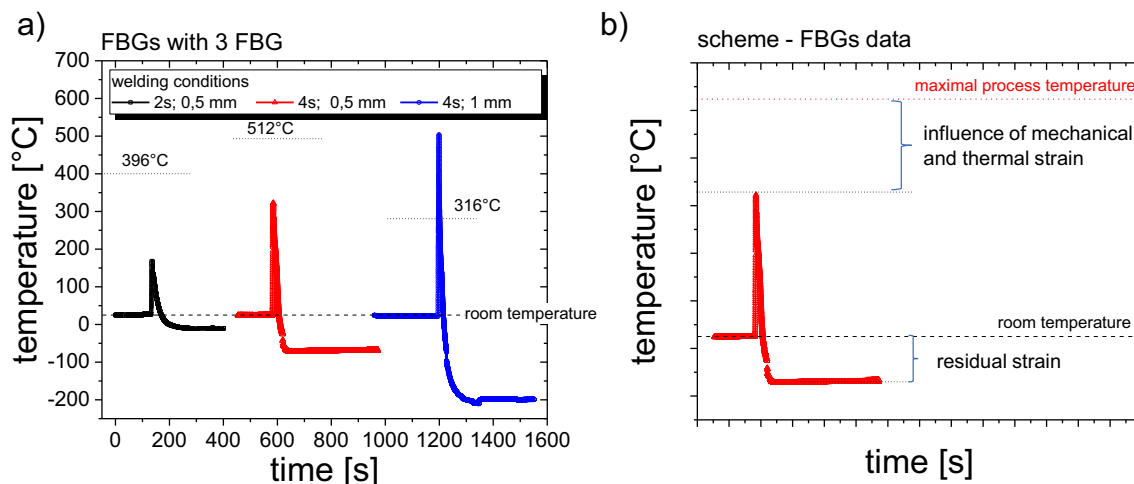 a)
FBGs with 3 FBG
welding conditions
2s; 0,5 mm 4s; 0,5 mm 4s; 1 mm
700
600
500
400
300
200
100
0
-100
-200
temperature [°C]
396°C
512°C
316°C
room temperature
0 200 400 600 800 1000 1200 1400 1600
time [s]
b)
scheme - FBGs data
maximal process temperature
influence of mechanical
and thermal strain
room temperature
residual strain
temperature [°C]
time [s]